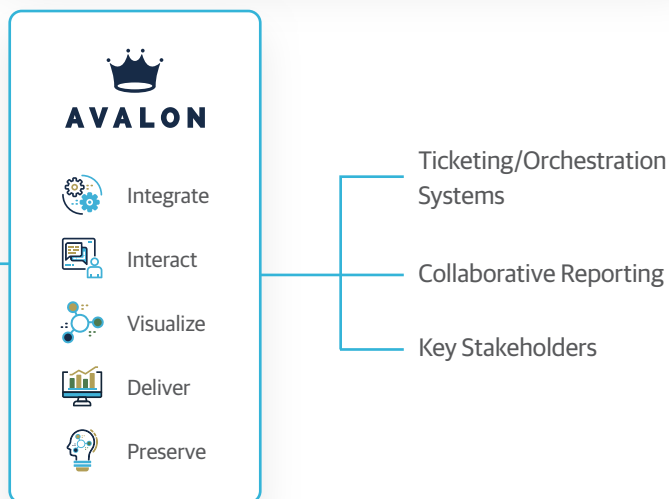 AVALON
Integrate
Interact
Visualize
Deliver
Preserve
Ticketing/Orchestration
Systems
Collaborative Reporting
Key Stakeholders